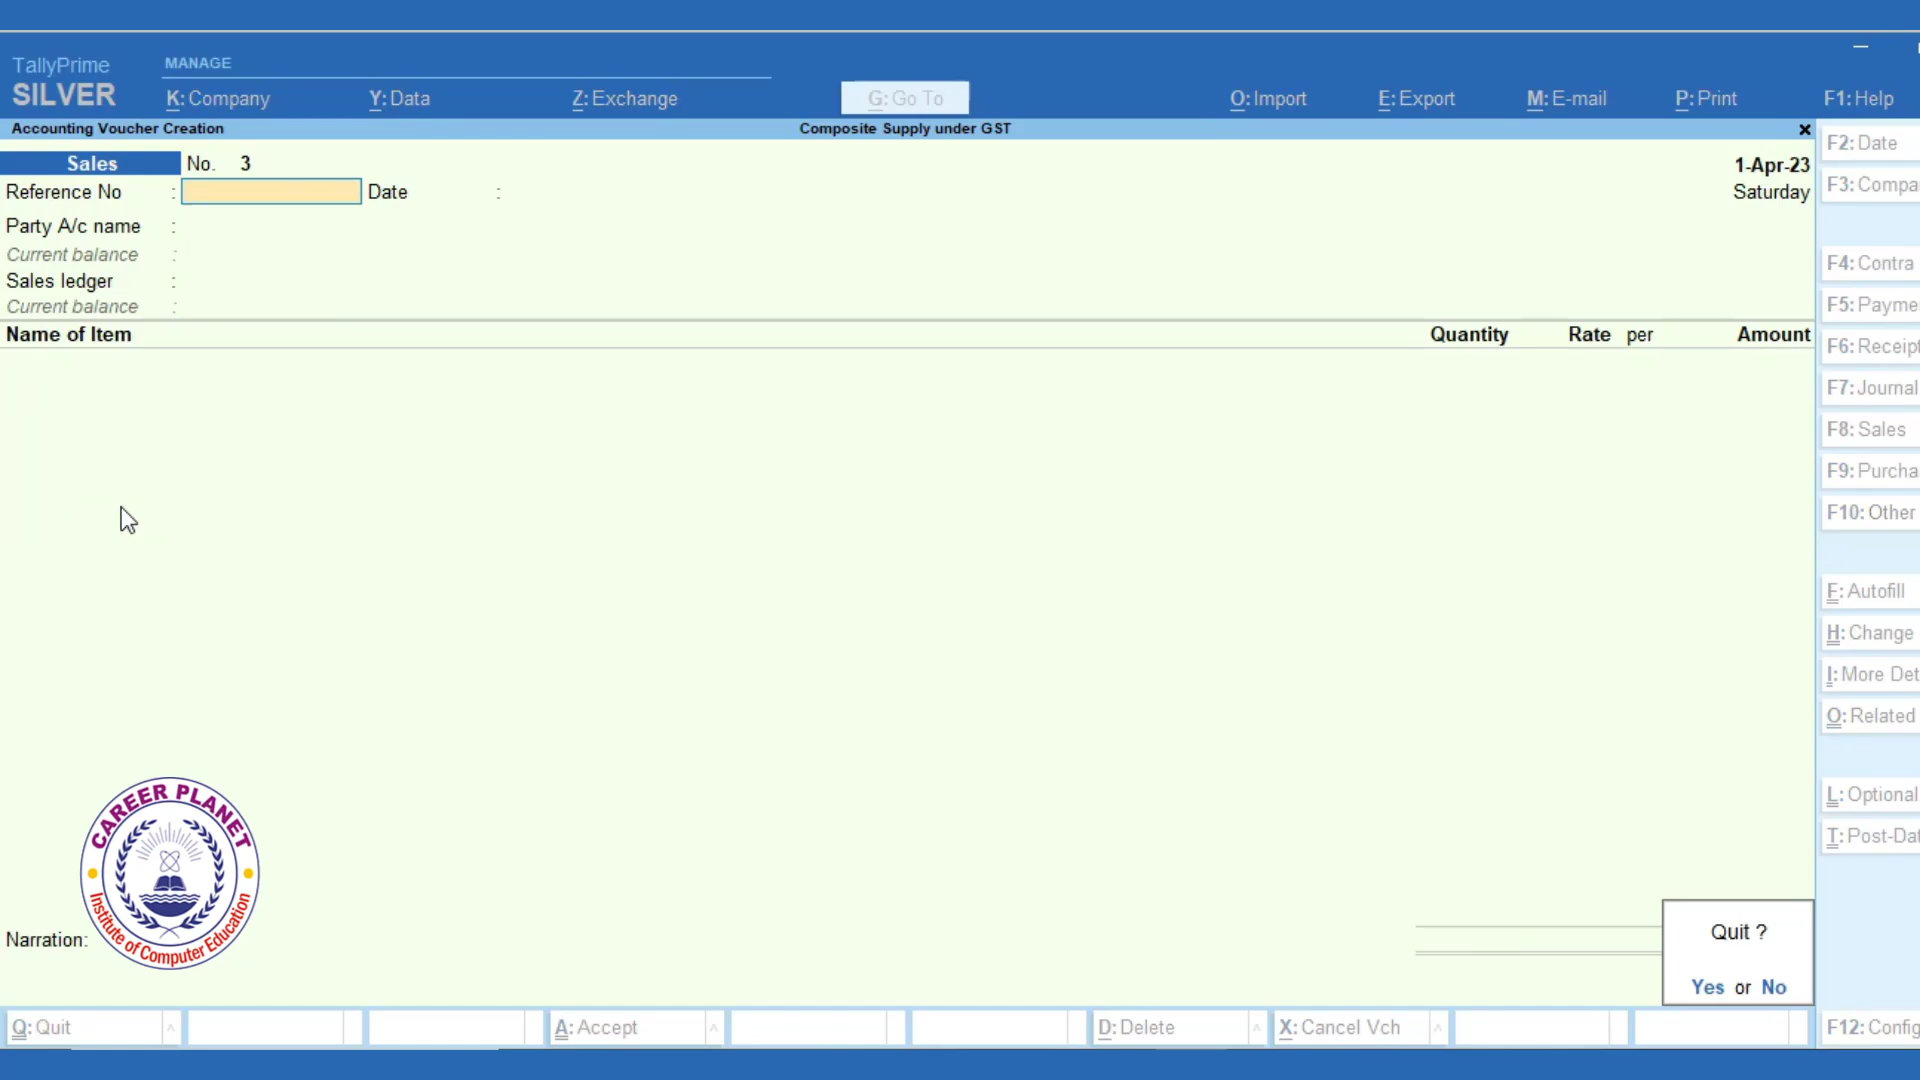 TallyPrime
SILVER
MANAGE
K: Company
Y: Data
Z: Exchange
G: Go To
O: Import
E: Export
M: E-mail
P: Print
F1: Help
Accounting Voucher Creation
Composite Supply under GST
Sales No. 3
1-Apr-23
Reference No : Date :
Saturday
Party A/c name :
Current balance :
Sales ledger :
Current balance :
Name of Item Quantity Rate per Amount
F2: Date
F3: Compa
F4: Contra
F5: Payme
F6: Receipt
F7: Journal
F8: Sales
F9: Purcha
F10: Other
F: Autofill
H: Change
I: More Det
O: Related
L: Optional
T: Post-Dat
CAREER PLANET
Institute of Computer Education
Narration:
Quit ?
Yes or No
Q: Quit
A: Accept
D: Delete
X: Cancel Vch
F12: Config